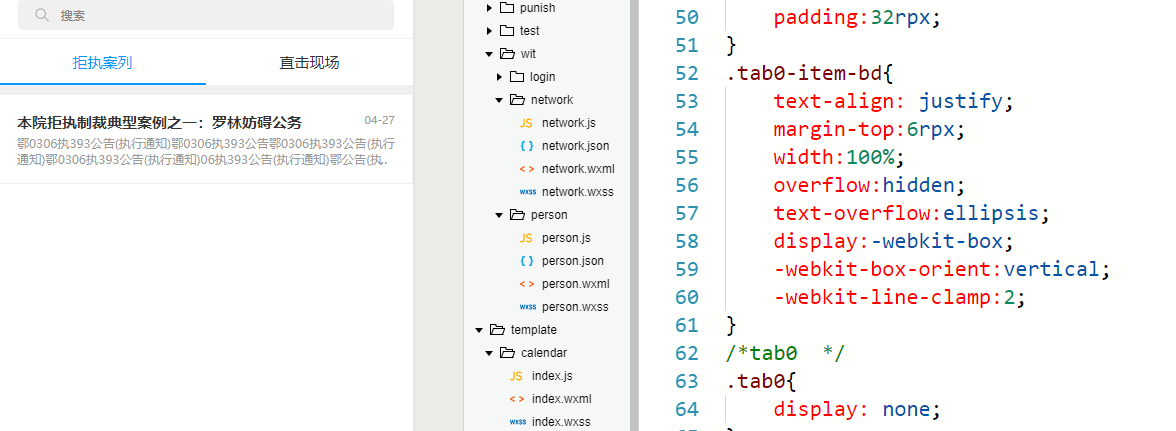 搜索
拒执案列
直击现场
本院拒执制裁典型案例之一：罗林妨碍公务
04-27
鄂0306执393公告(执行通知)鄂0306执393公告鄂0306执393公告(执行
通知)鄂0306执393公告(执行通知)06执393公告(执行通知)鄂公告(执..
punish
test
wit
login
network
JS network.js
{ } network.json
< > network.wxml
wxss network.wxss
person
JS person.js
{ } person.json
< > person.wxml
wxss person.wxss
template
calendar
JS index.js
< > index.wxml
wxss index.wxss
50 padding:32rpx;
51 }
52 .tab0-item-bd{
53 text-align: justify;
54 margin-top:6rpx;
55 width:100%;
56 overflow:hidden;
57 text-overflow:ellipsis;
58 display:-webkit-box;
59 -webkit-box-orient:vertical;
60 -webkit-line-clamp:2;
61 }
62 /*tab0  */
63 .tab0{
64 display: none;